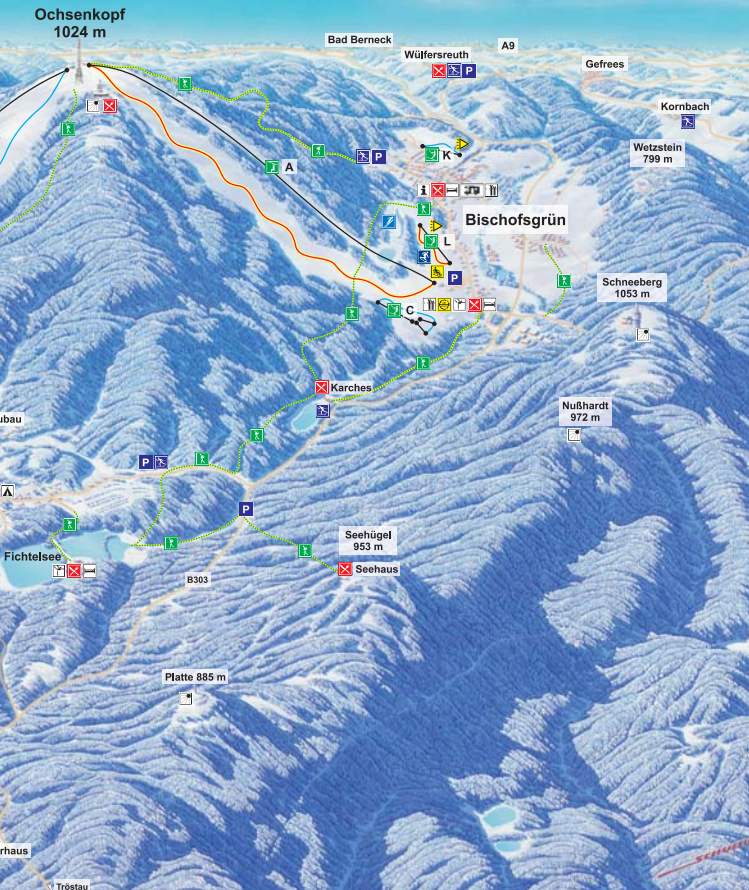 Ochsenkopf
1024 m
Bad Berneck
A9
Wülfersreuth
P
Gefrees
Kornbach
Wetzstein
799 m
P
K
A
i
Bischofsgrün
L
P
Schneeberg
1053 m
C
Karches
Nußhardt
972 m
ubau
P
P
Seehügel
953 m
Fichtelsee
Seehaus
B303
Platte 885 m
rhaus
Tröstau